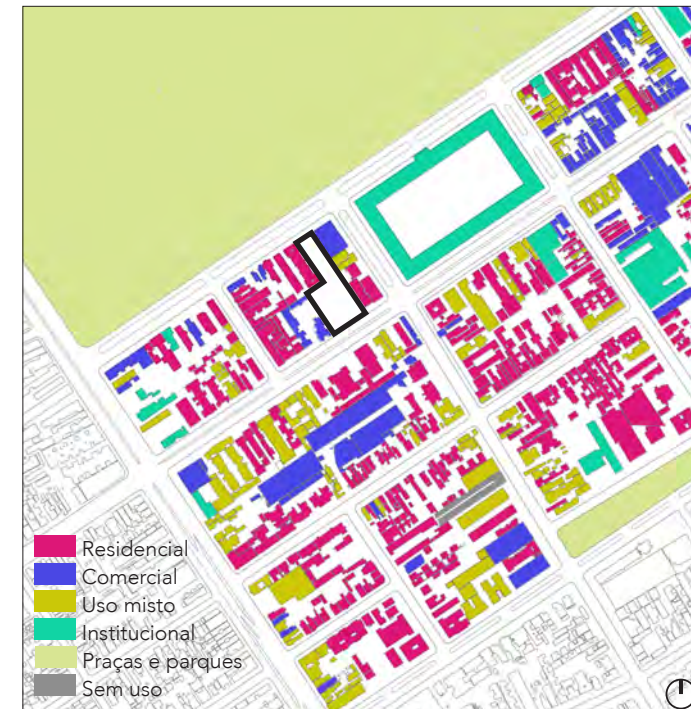 Residencial
Comercial
Uso misto
Institucional
Praças e parques
Sem uso